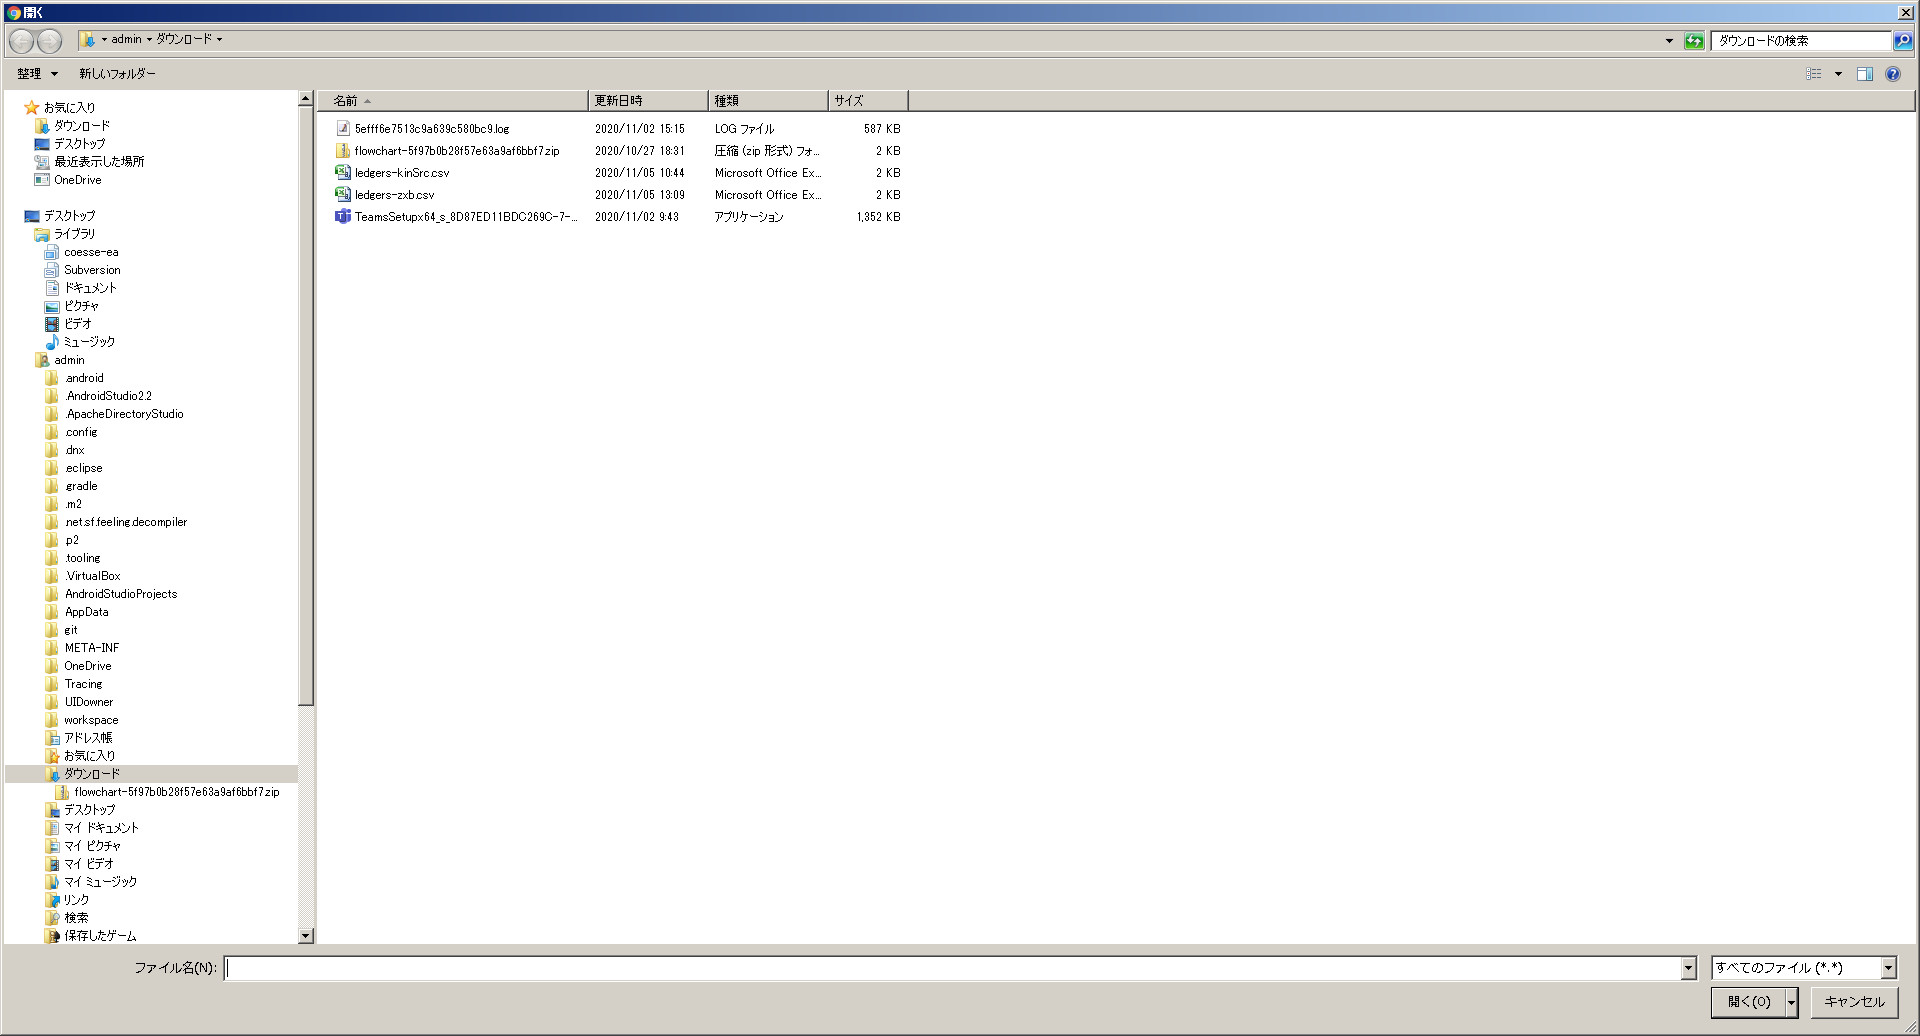 開く
admin ダウンロード
ダウンロードの検索
整理 新しいフォルダー
お気に入り
ダウンロード
デスクトップ
最近表示した場所
OneDrive
デスクトップ
ライブラリ
coesse-ea
Subversion
ドキュメント
ピクチャ
ビデオ
ミュージック
admin
.android
.AndroidStudio2.2
.ApacheDirectoryStudio
.config
.dnx
.eclipse
.gradle
.m2
.net.sf.feeling.decompiler
.p2
.tooling
.VirtualBox
AndroidStudioProjects
AppData
git
META-INF
OneDrive
Tracing
UIDowner
workspace
アドレス帳
お気に入り
ダウンロード
flowchart-5f97b0b28f57e63a9af6bbf7.zip
デスクトップ
マイ ドキュメント
マイ ピクチャ
マイ ビデオ
マイ ミュージック
リンク
検索
保存したゲーム
名前 更新日時 種類 サイズ
5efff6e7513c9a639c580bc9.log 2020/11/02 15:15 LOG ファイル 587 KB
flowchart-5f97b0b28f57e63a9af6bbf7.zip 2020/10/27 18:31 圧縮 (zip 形式) フォ... 2 KB
ledgers-kinSrc.csv 2020/11/05 10:44 Microsoft Office Ex... 2 KB
ledgers-zxb.csv 2020/11/05 13:09 Microsoft Office Ex... 2 KB
TeamsSetupx64_s_8D87ED11BDC269C-7-... 2020/11/02 9:43 アプリケーション 1,352 KB
ファイル名(N):
すべてのファイル (*.*)
開く(O) キャンセル